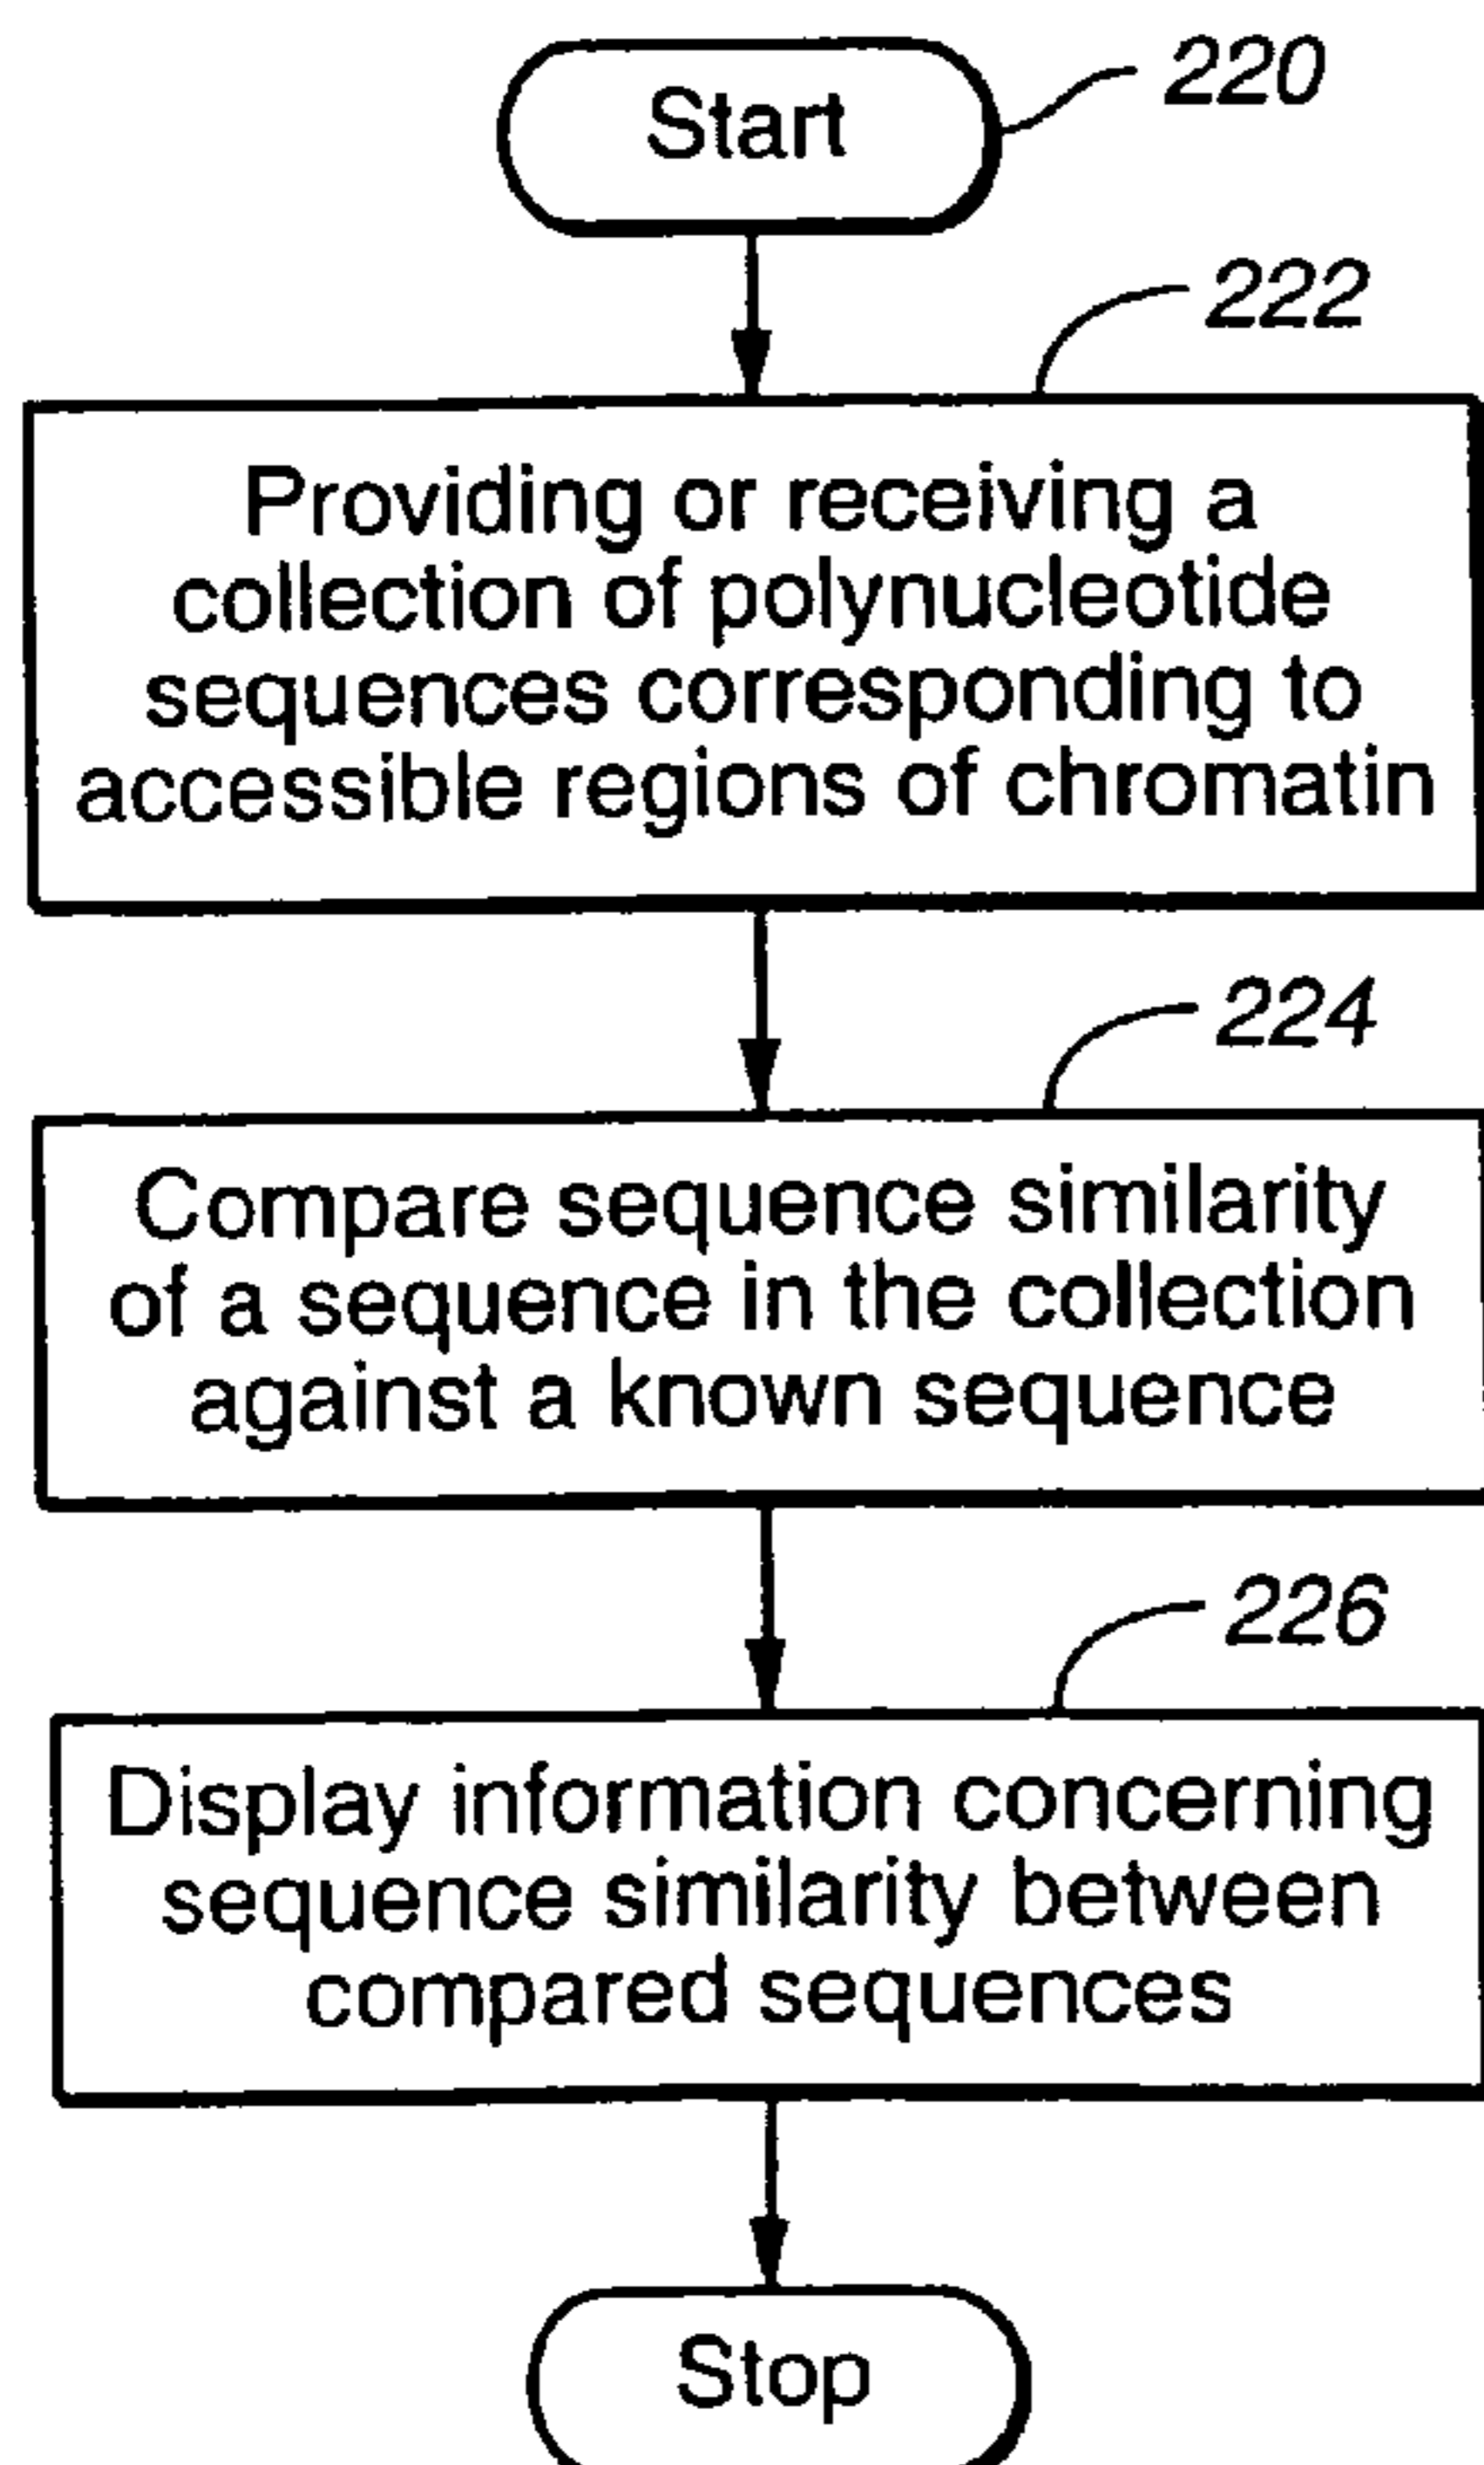 Start
220
222
Providing or receiving a
collection of polynucleotide
sequences corresponding to
accessible regions of chromatin
224
Compare sequence similarity
of a sequence in the collection
against a known sequence
226
Display information concerning
sequence similarity between
compared sequences
Stop